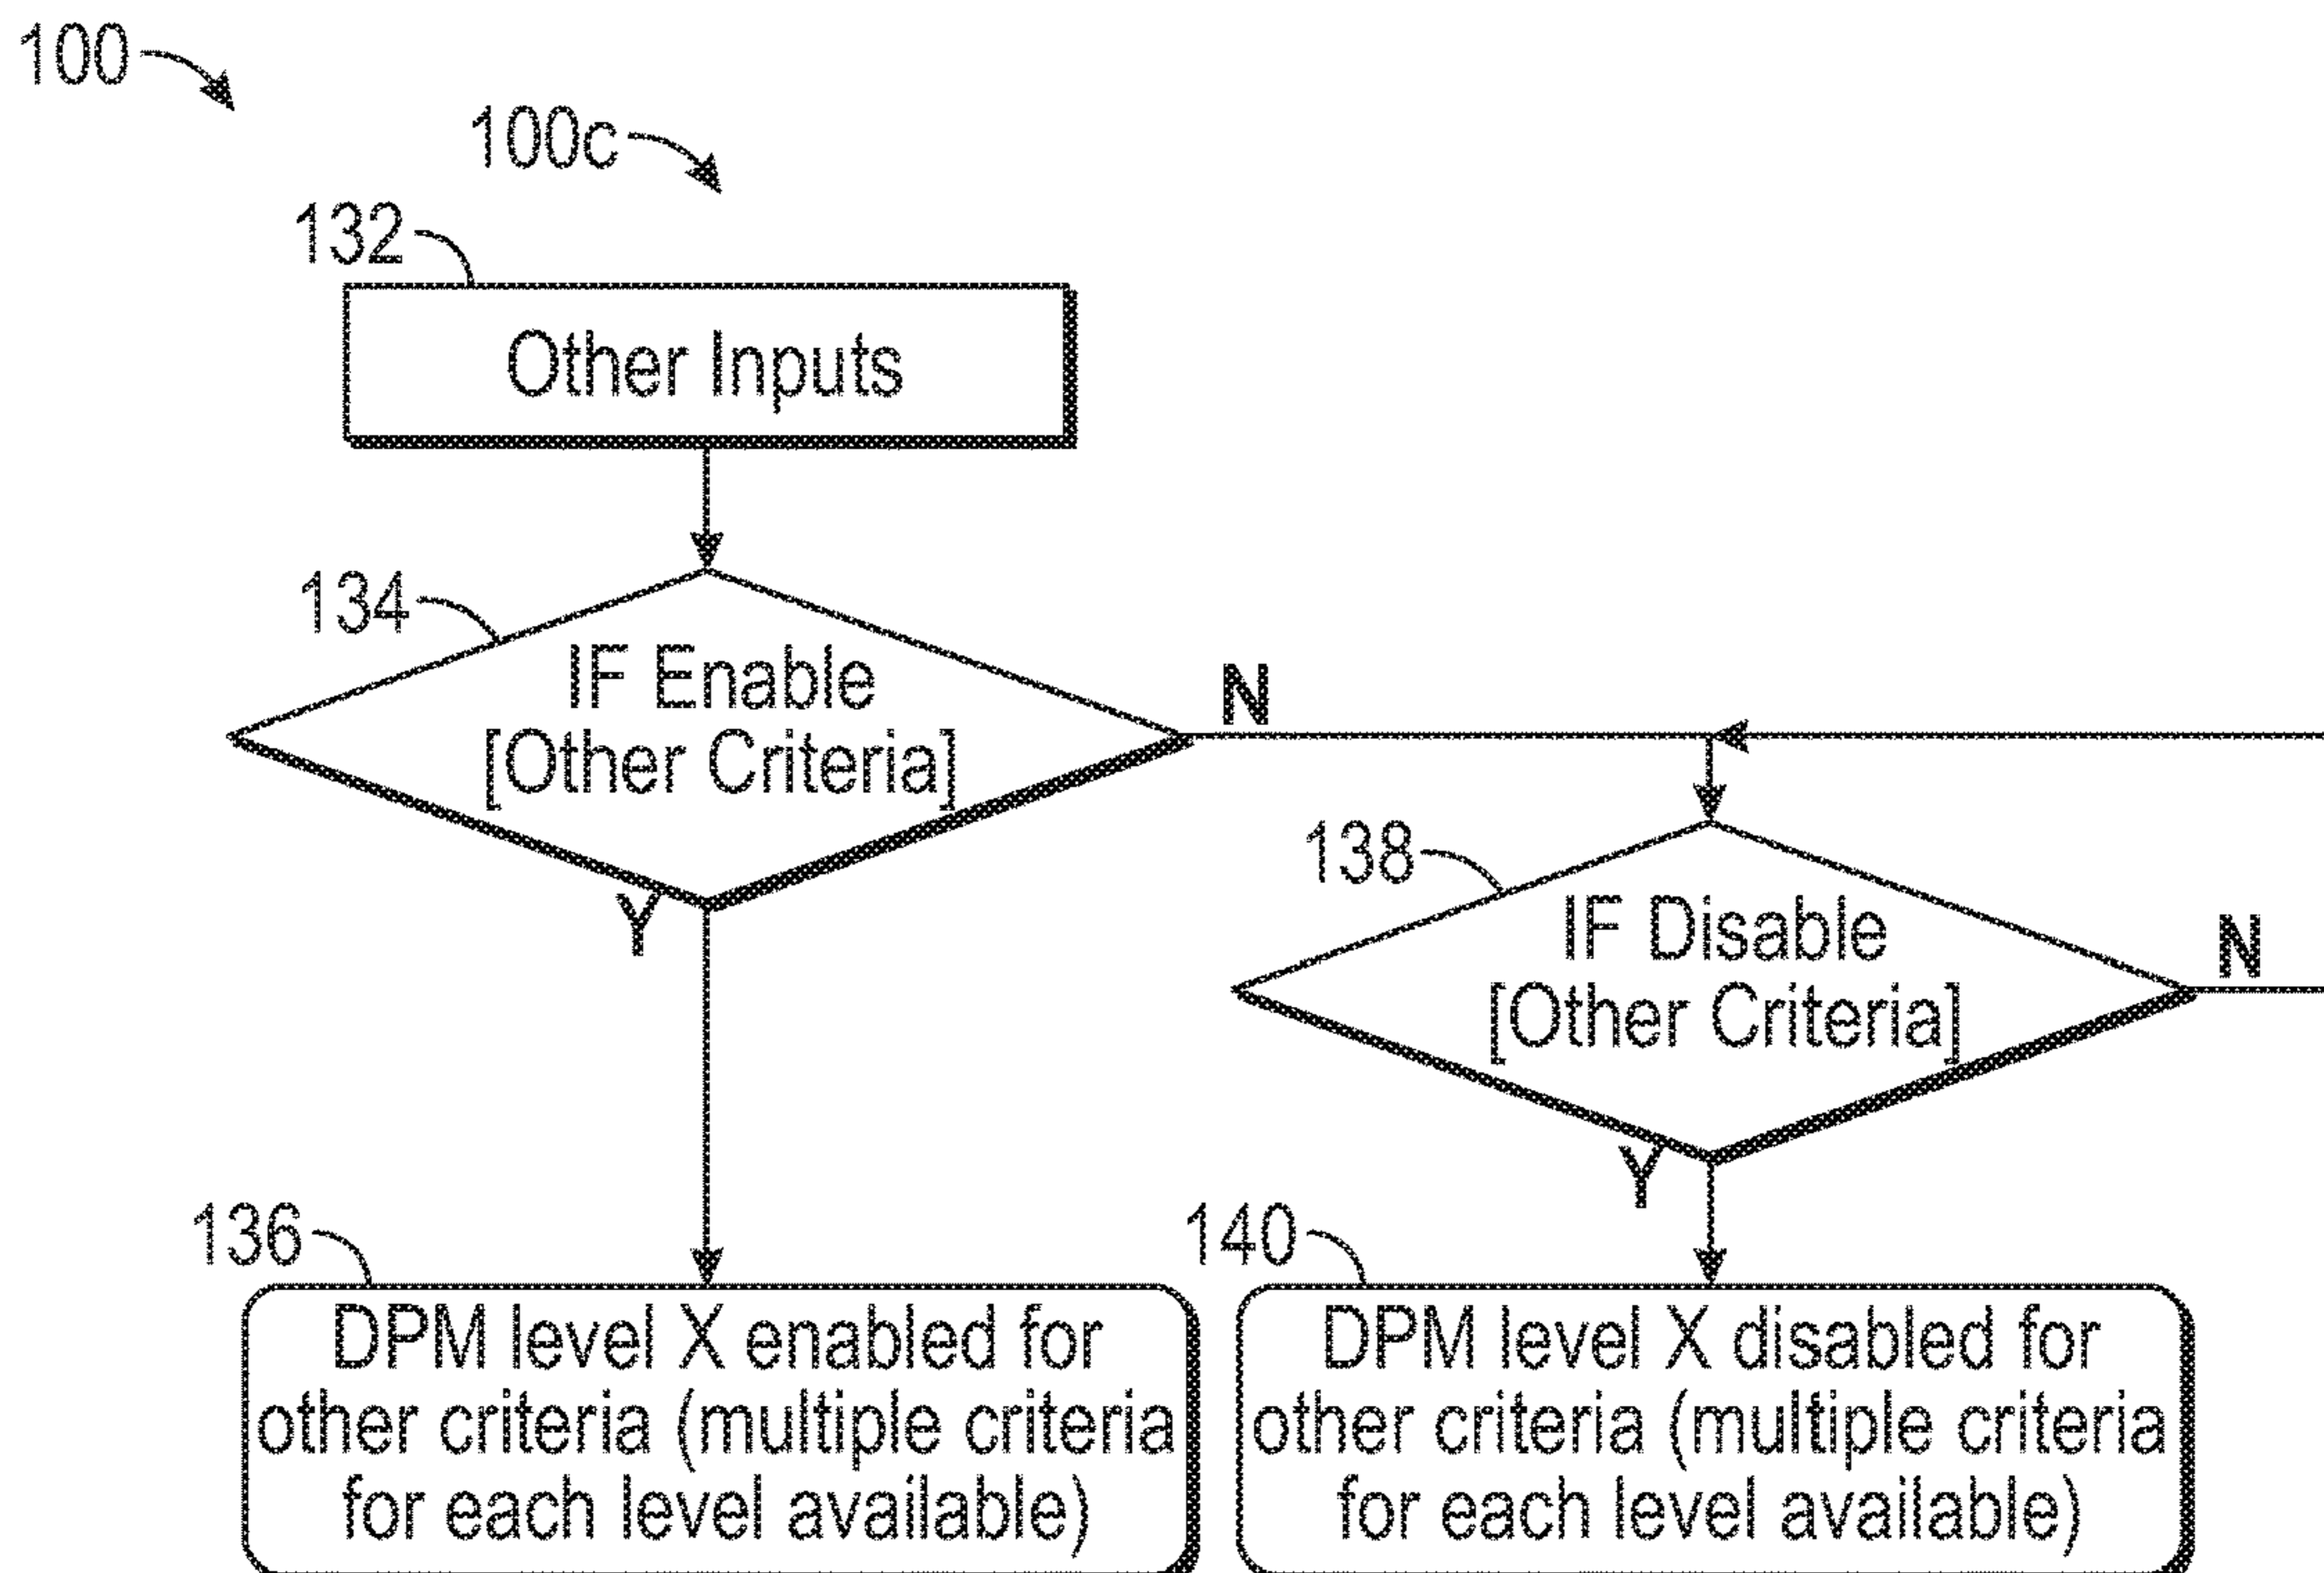 100
100c
132
Other Inputs
134
IF Enable
[Other Criteria]
N
Y
138
IF Disable
[Other Criteria]
N
Y
136
DPM level X enabled for
other criteria (multiple criteria
for each level available)
140
DPM level X disabled for
other criteria (multiple criteria
for each level available)